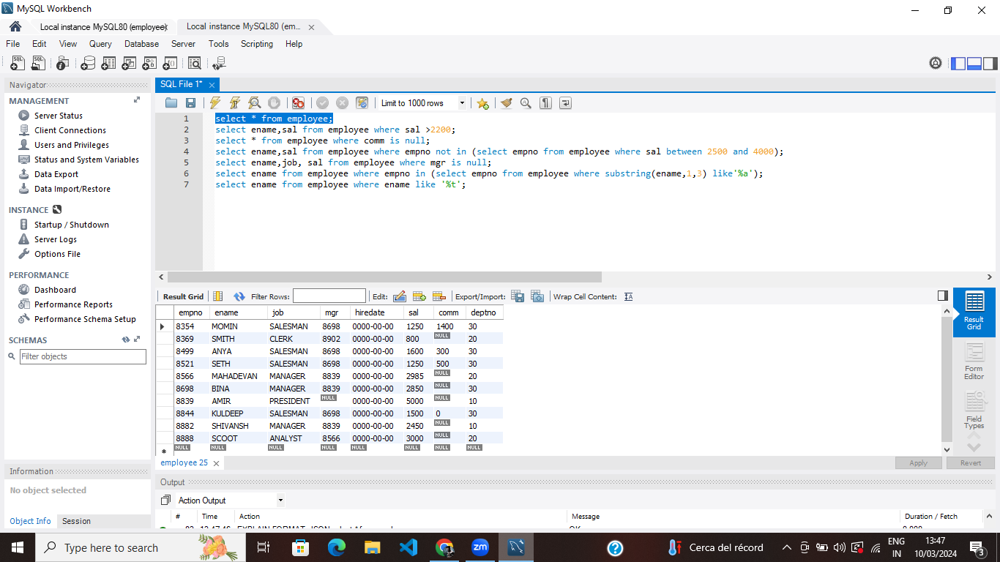 MySQL Workbench
Local instance MySQL80 (employee)
Local instance MySQL80 (em...
File Edit View Query Database Server Tools Scripting Help
Navigator
MANAGEMENT
Server Status
Client Connections
Users and Privileges
Status and System Variables
Data Export
Data Import/Restore
INSTANCE
Startup / Shutdown
Server Logs
Options File
PERFORMANCE
Dashboard
Performance Reports
Performance Schema Setup
SCHEMAS
Filter objects
Information
No object selected
Object Info Session
SQL File 1*
Limit to 1000 rows
1 select * from employee;
2 select ename,sal from employee where sal >2200;
3 select * from employee where comm is null;
4 select ename,sal from employee where empno not in (select empno from employee where sal between 2500 and 4000);
5 select ename,job, sal from employee where mgr is null;
6 select ename from employee where empno in (select empno from employee where substring(ename,1,3) like'%a');
7 select ename from employee where ename like '%t';
Result Grid Filter Rows: Edit: Export/Import: Wrap Cell Content:
empno ename job mgr hiredate sal comm deptno
8354 MOMIN SALESMAN 8698 0000-00-00 1250 1400 30
8369 SMITH CLERK 8902 0000-00-00 800 NULL 20
8499 ANYA SALESMAN 8698 0000-00-00 1600 300 30
8521 SETH SALESMAN 8698 0000-00-00 1250 500 30
8566 MAHADEVAN MANAGER 8839 0000-00-00 2985 NULL 20
8698 BINA MANAGER 8839 0000-00-00 2850 NULL 30
8839 AMIR PRESIDENT NULL 0000-00-00 5000 NULL 10
8844 KULDEEP SALESMAN 8698 0000-00-00 1500 0 30
8882 SHIVANSH MANAGER 8839 0000-00-00 2450 NULL 10
8888 SCOOT ANALYST 8566 0000-00-00 3000 NULL 20
NULL NULL NULL NULL NULL NULL NULL NULL
Result
Grid
Form
Editor
Field
Types
employee 25
Apply Revert
Output
Action Output
# Time Action Message Duration / Fetch
Type here to search
zm
Cerca del récord
ENG
IN
13:47
10/03/2024
3